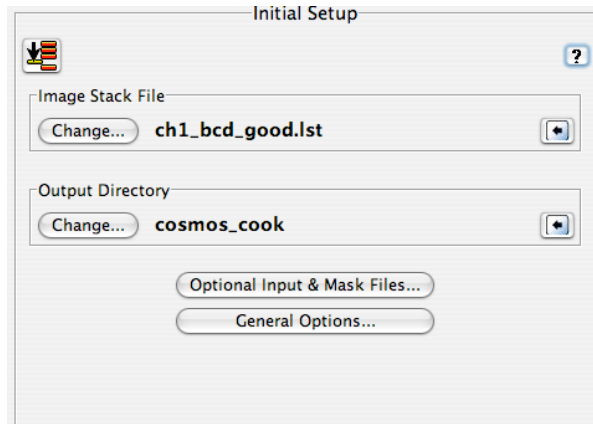 Initial Setup
?
Image Stack File
Change... ch1_bcd_good.lst
Output Directory
Change... cosmos_cook
Optional Input & Mask Files...
General Options...